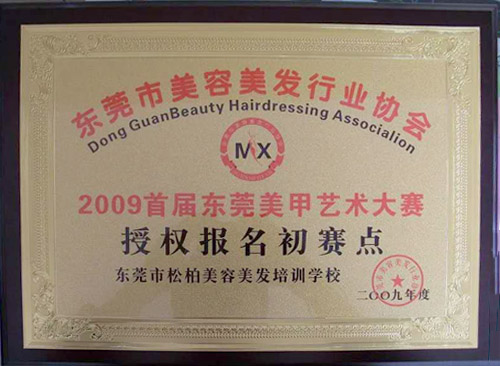 东莞市美容美发行业协会
Dong GuanBeauty Hairdressing Associalion
MX
2009首届东莞美甲艺术大赛
授权报名初赛点
东莞市松柏美容美发培训学校
二〇〇九年度